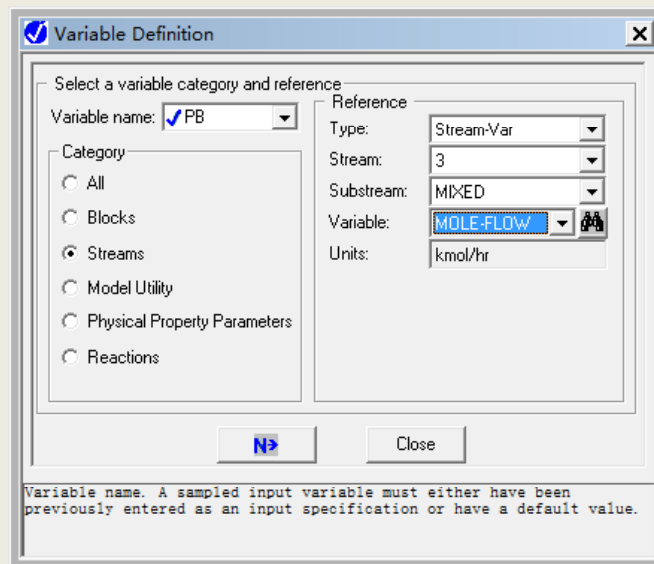 Variable Definition
Select a variable category and reference
Variable name: PB
Category
All
Blocks
Streams
Model Utility
Physical Property Parameters
Reactions
Reference
Type: Stream-Var
Stream: 3
Substream: MIXED
Variable: MOLE-FLOW
Units: kmol/hr
N
Close
Variable name. A sampled input variable must either have been
previously entered as an input specification or have a default value.